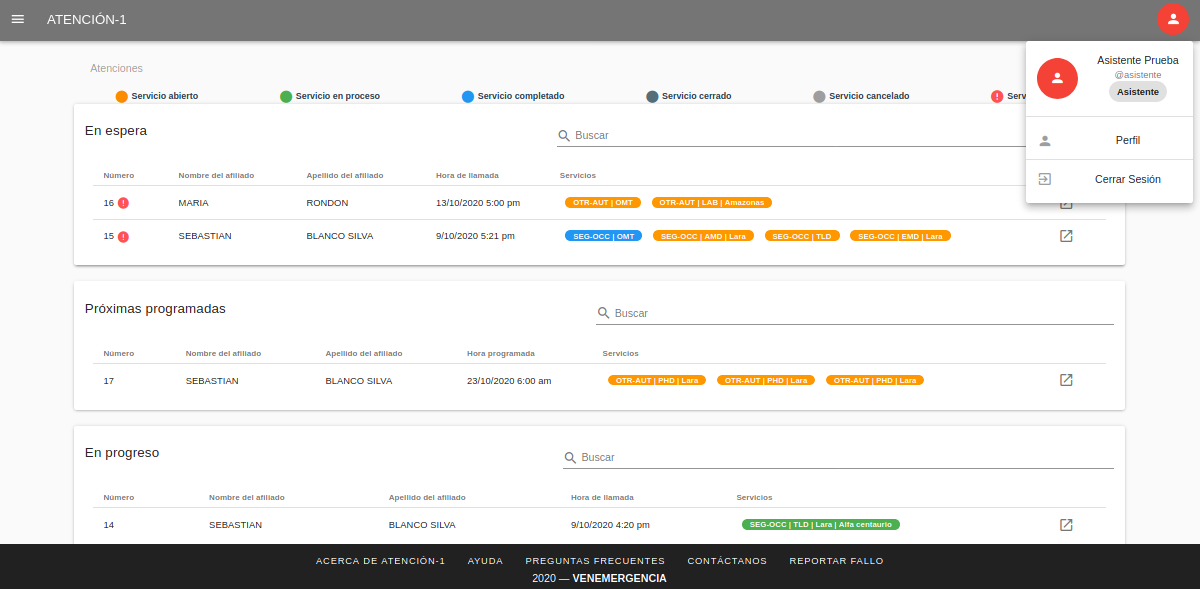 ATENCIÓN-1
Asistente Prueba
@asistente
Asistente
Perfil
Cerrar Sesión
Atenciones
Servicio abierto
Servicio en proceso
Servicio completado
Servicio cerrado
Servicio cancelado
Serv
En espera
Buscar
Número Nombre del afiliado Apellido del afiliado Hora de llamada Servicios
16 MARIA RONDON 13/10/2020 5:00 pm OTR-AUT | OMT OTR-AUT | LAB | Amazonas
15 SEBASTIAN BLANCO SILVA 9/10/2020 5:21 pm SEG-OCC | OMT SEG-OCC | AMD | Lara SEG-OCC | TLD SEG-OCC | EMD | Lara
Próximas programadas
Buscar
Número Nombre del afiliado Apellido del afiliado Hora programada Servicios
17 SEBASTIAN BLANCO SILVA 23/10/2020 6:00 am OTR-AUT | PHD | Lara OTR-AUT | PHD | Lara OTR-AUT | PHD | Lara
En progreso
Buscar
Número Nombre del afiliado Apellido del afiliado Hora de llamada Servicios
14 SEBASTIAN BLANCO SILVA 9/10/2020 4:20 pm SEG-OCC | TLD | Lara | Alfa centaurio
ACERCA DE ATENCIÓN-1 AYUDA PREGUNTAS FRECUENTES CONTÁCTANOS REPORTAR FALLO
2020 — VENEMERGENCIA